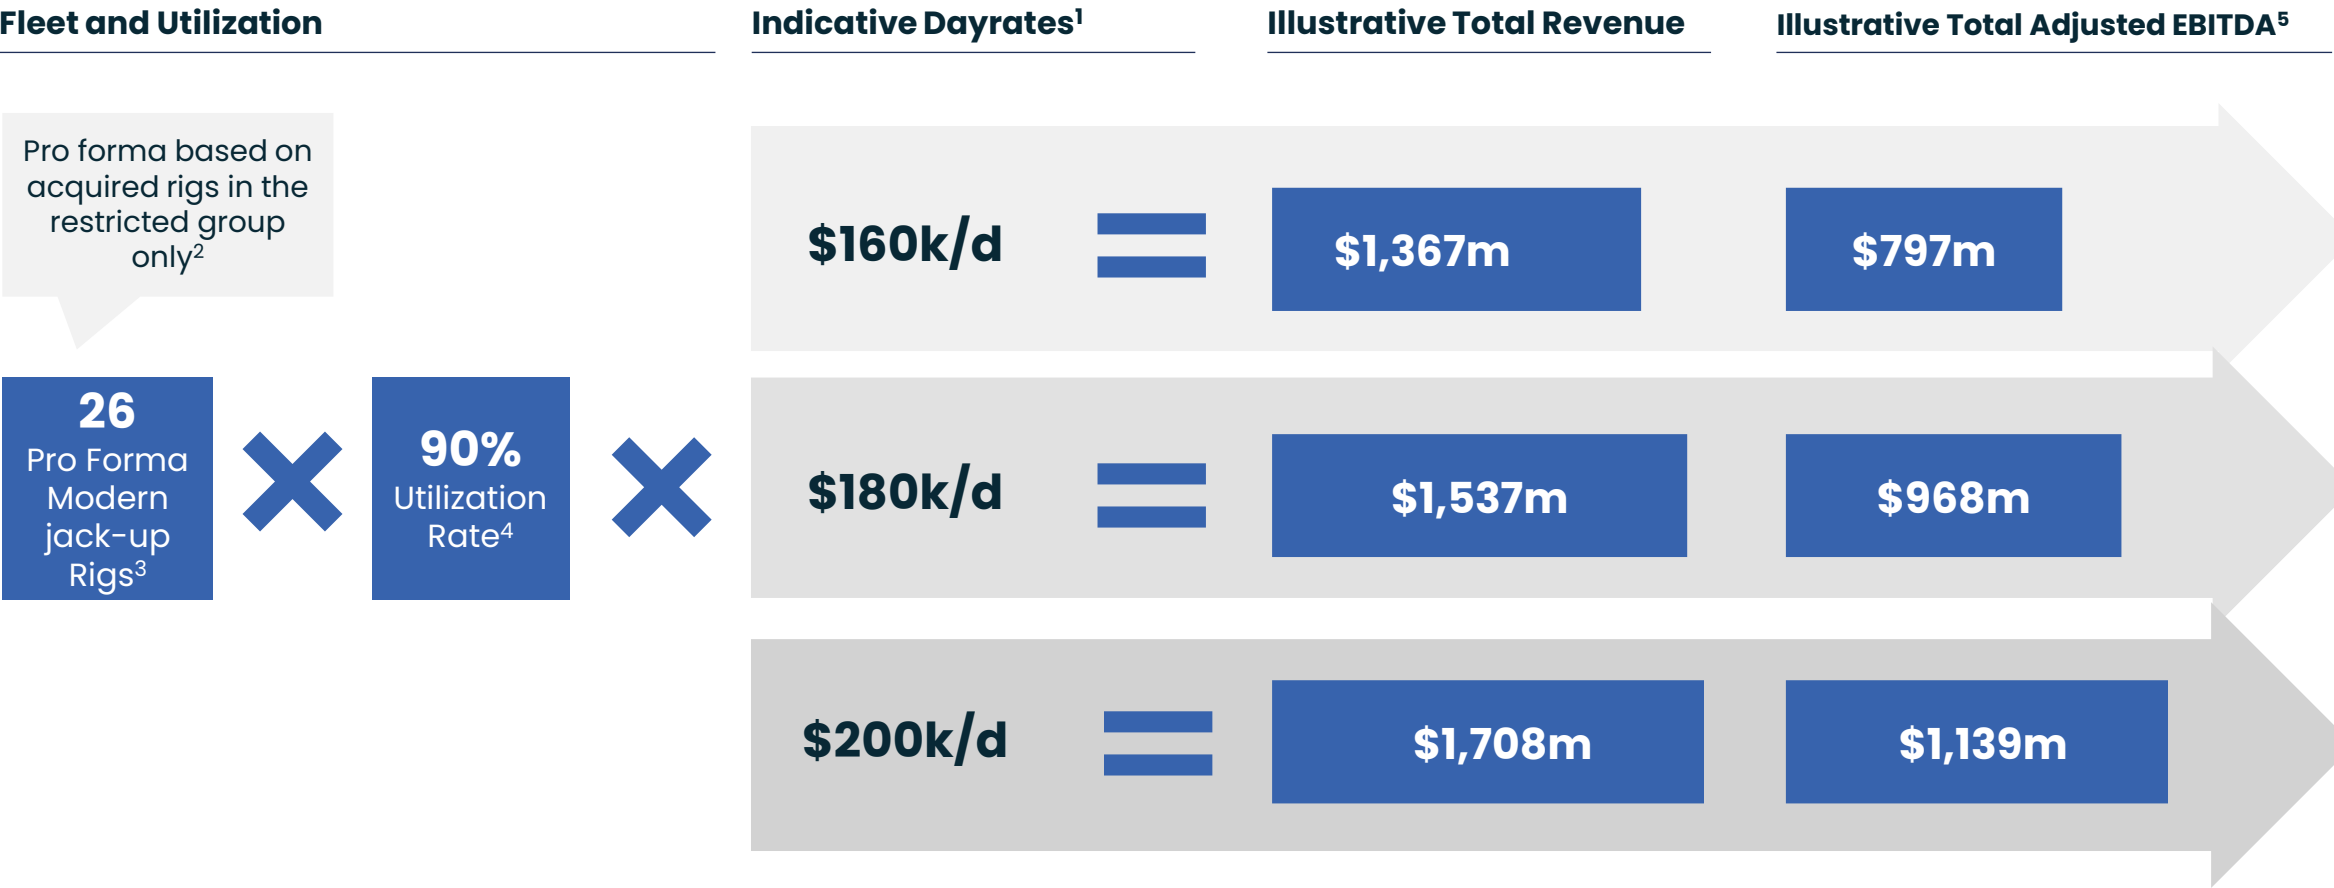 Fleet and Utilization
Indicative Dayrates¹
Illustrative Total Revenue
Illustrative Total Adjusted EBITDA⁵
Pro forma based on
acquired rigs in the
restricted group
only²
26
Pro Forma
Modern
jack-up
Rigs³
90%
Utilization
Rate⁴
$160k/d
$1,367m
$797m
$180k/d
$1,537m
$968m
$200k/d
$1,708m
$1,139m